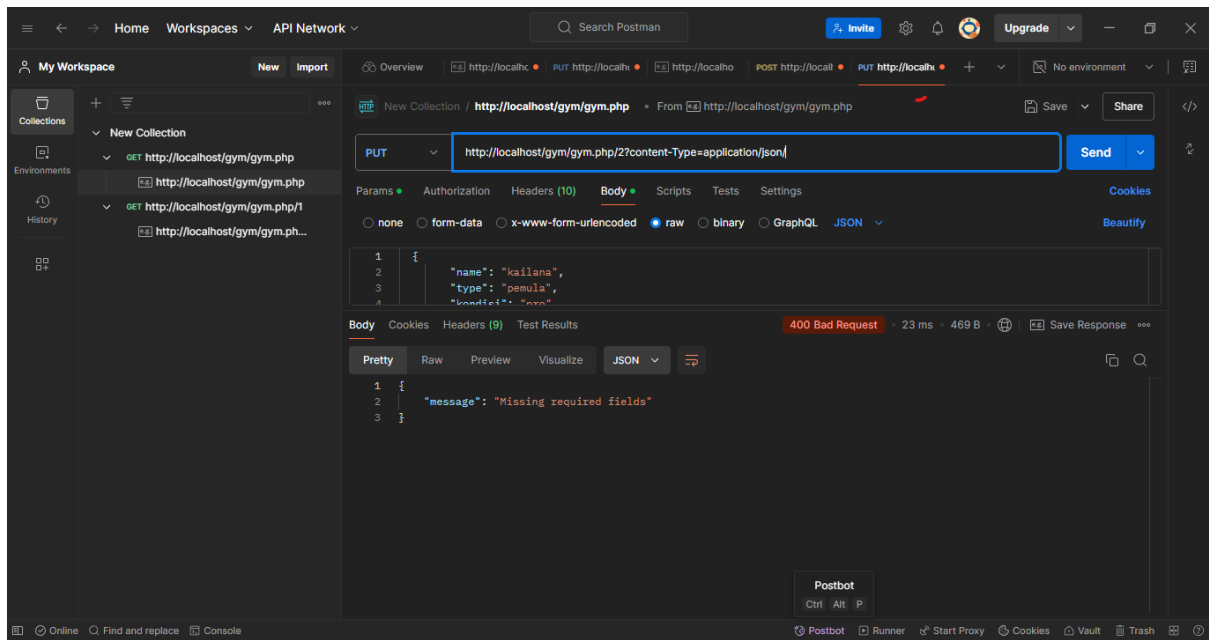 Home Workspaces API Network Search Postman Invite Upgrade
My Workspace New Import Overview e.g. http://localhc PUT http://localhc e.g. http://localho POST http://locall PUT http://localhc No environment
Collections
Environments
History
New Collection
GET http://localhost/gym/gym.php
e.g. http://localhost/gym/gym.php
GET http://localhost/gym/gym.php/1
e.g. http://localhost/gym/gym.ph...
HTTP New Collection / http://localhost/gym/gym.php From e.g. http://localhost/gym/gym.php Save Share
PUT http://localhost/gym/gym.php/2?content-Type=application/json/ Send
Params Authorization Headers (10) Body Scripts Tests Settings Cookies
none form-data x-www-form-urlencoded raw binary GraphQL JSON Beautify
1 {
2 "name": "kailana",
3 "type": "pemula",
4 "kondisi": "pro"
Body Cookies Headers (9) Test Results 400 Bad Request 23 ms 469 B e.g. Save Response
Pretty Raw Preview Visualize JSON
1 {
2 "message": "Missing required fields"
3 }
Postbot
Ctrl Alt P
Online Find and replace Console Postbot Runner Start Proxy Cookies Vault Trash